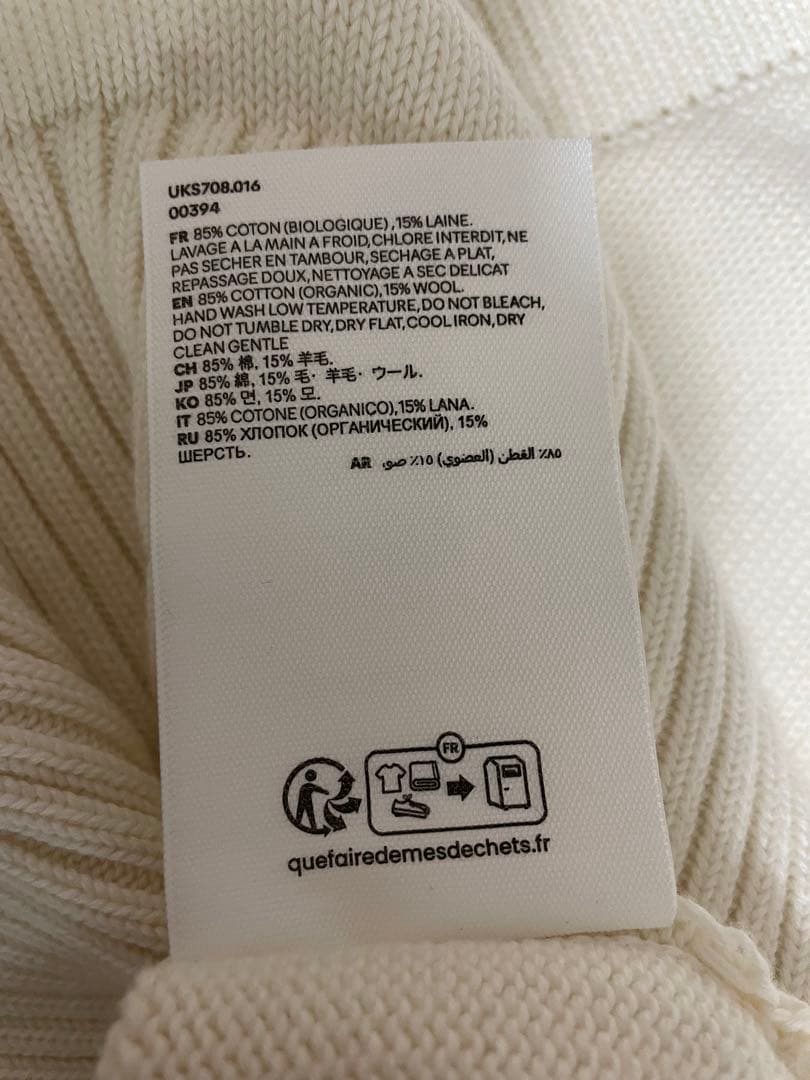 UKS708.016
00394
FR 85% COTON (BIOLOGIQUE) ,15% LAINE.
LAVAGE A LA MAIN A FROID,CHLORE INTERDIT,NE
PAS SECHER EN TAMBOUR,SECHAGE A PLAT,
REPASSAGE DOUX,NETTOYAGE A SEC DELICAT
EN 85% COTTON (ORGANIC),15% WOOL.
HAND WASH LOW TEMPERATURE,DO NOT BLEACH,
DO NOT TUMBLE DRY,DRY FLAT,COOL IRON,DRY
CLEAN GENTLE
CH 85% 棉, 15% 羊毛.
JP 85% 綿, 15% 毛· 羊毛· ウール.
KO 85% 면, 15% 모.
IT 85% COTONE (ORGANICO),15% LANA.
RU 85% ХЛОПОК (ОРГАНИЧЕСКИЙ), 15%
ШЕРСТЬ.
AR ٨٥٪ القطن (العضوي) ١٥٪ صو.
FR
quefairedemesdechets.fr